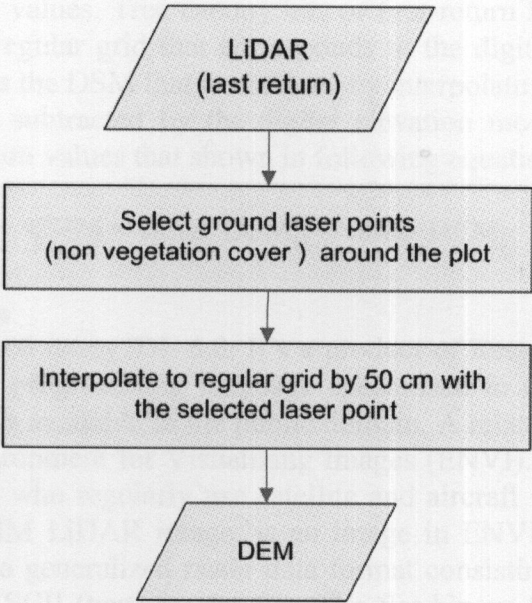 LiDAR
(last return)
Select ground laser points
(non vegetation cover ) around the plot
Interpolate to regular grid by 50 cm with
the selected laser point
DEM